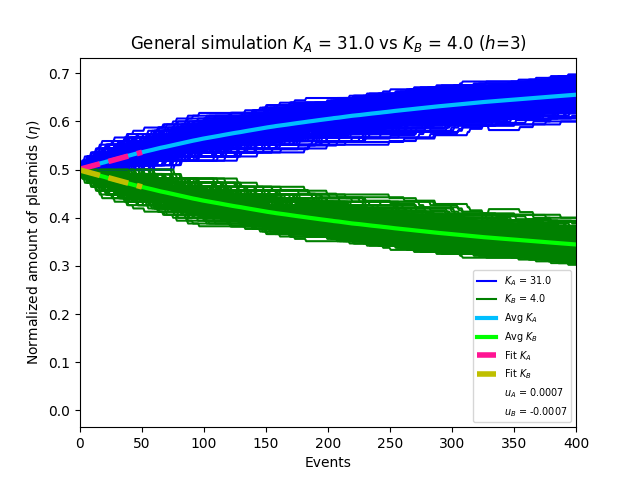 General simulation K_A = 31.0 vs K_B = 4.0 (h=3)
Normalized amount of plasmids (η)
0.7
0.6
0.5
0.4
0.3
0.2
0.1
0.0
K_A = 31.0
K_B = 4.0
Avg K_A
Avg K_B
Fit K_A
Fit K_B
u_A = 0.0007
u_B = -0.0007
0 50 100 150 200 250 300 350 400
Events